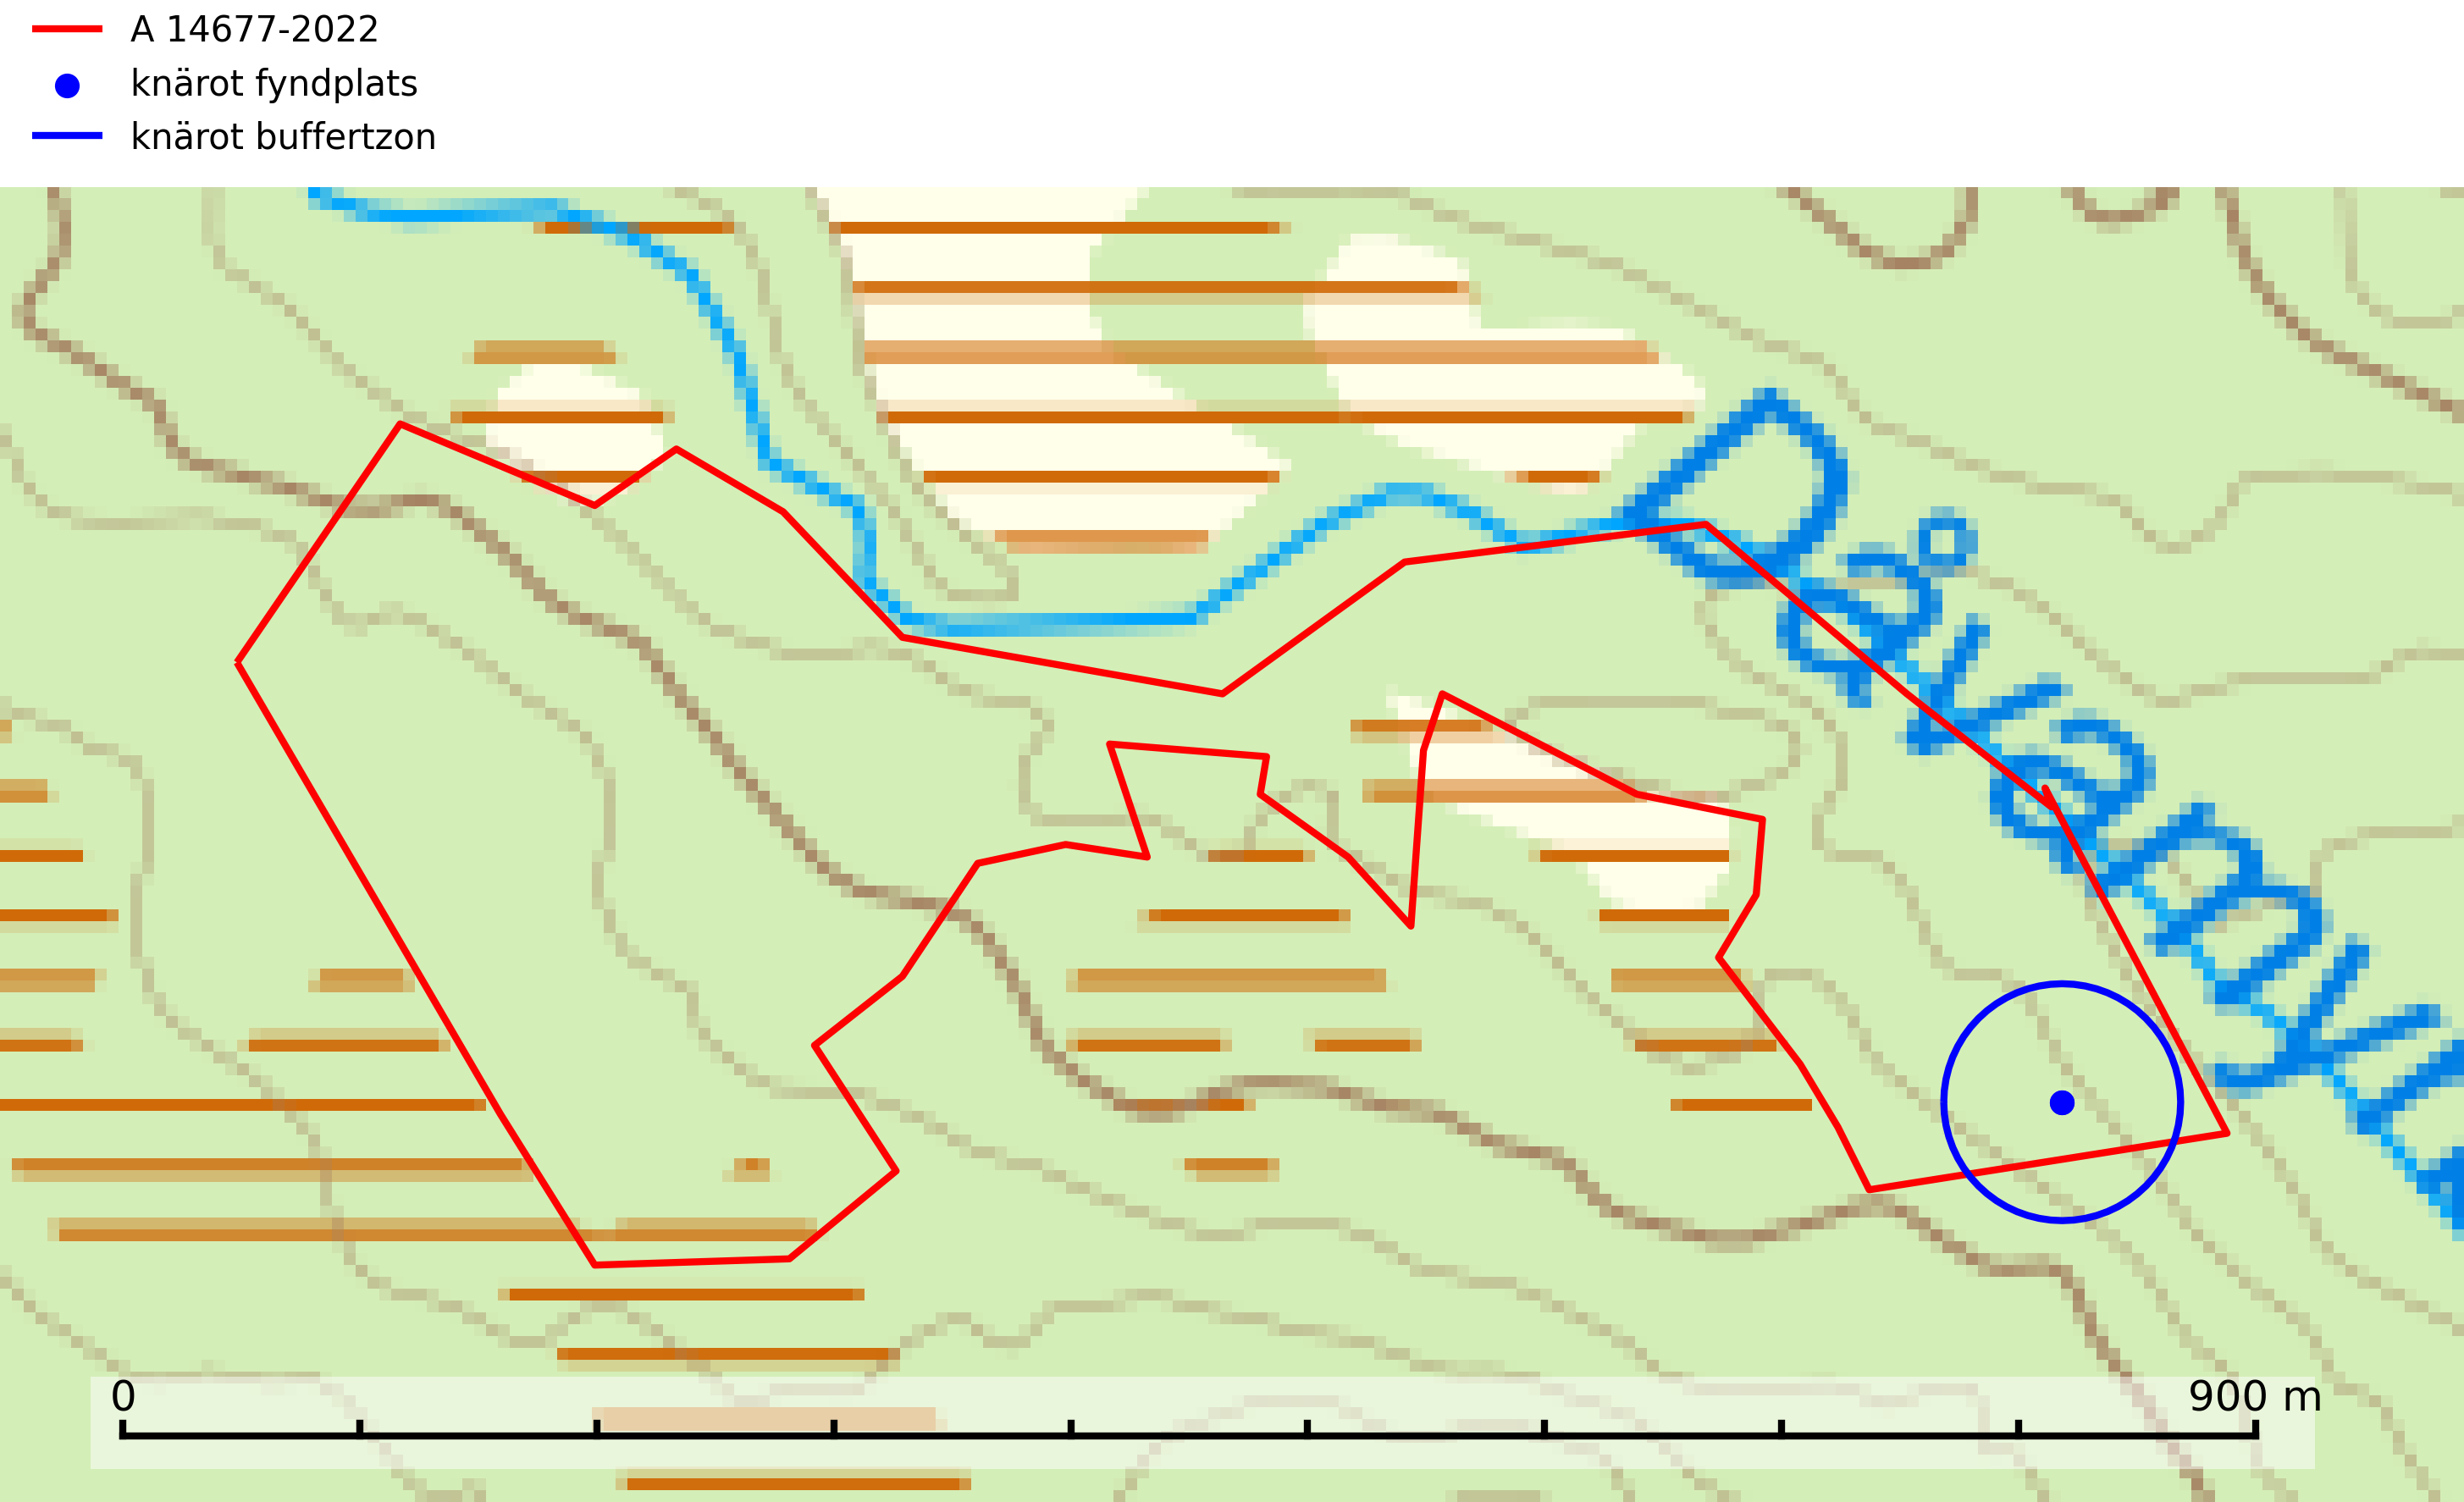 A 14677-2022
knärot fyndplats
knärot buffertzon
0
900 m